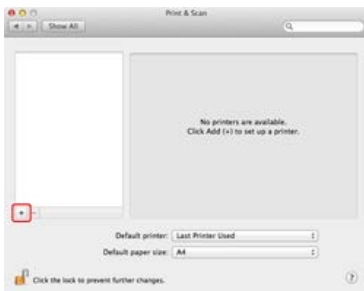 Print & Scan
Show All
No printers are available.
Click Add (+) to set up a printer.
+ -
Default printer: Last Printer Used
Default paper size: A4
Click the lock to prevent further changes.
?